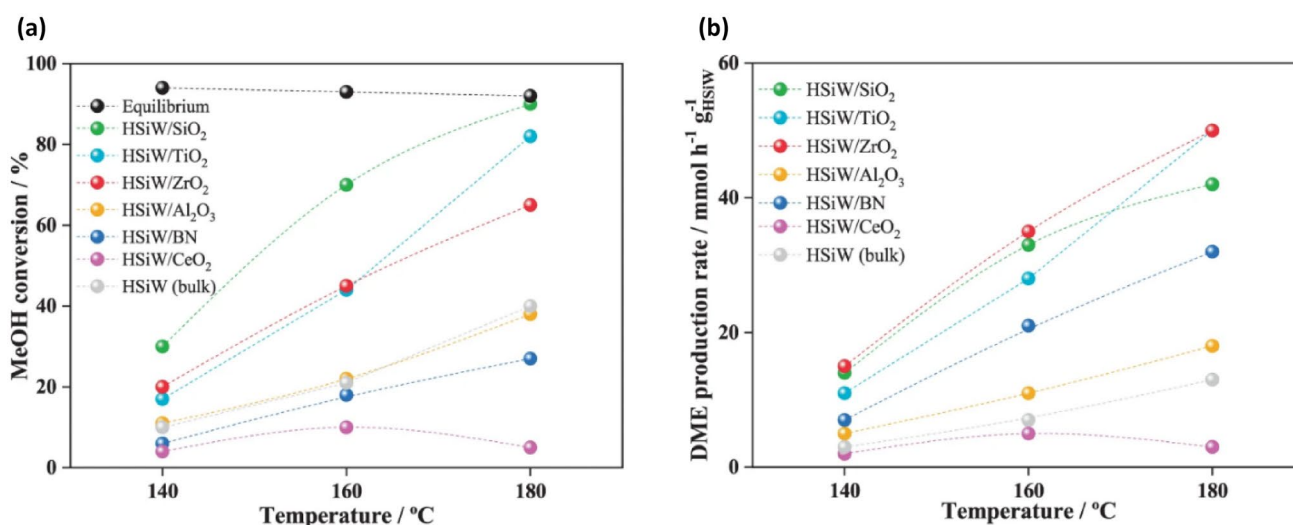 (a)
MeOH conversion / %
100
80
60
40
20
0
Equilibrium
HSiW/SiO₂
HSiW/TiO₂
HSiW/ZrO₂
HSiW/Al₂O₃
HSiW/BN
HSiW/CeO₂
HSiW (bulk)
140 160 180
Temperature / ºC
(b)
DME production rate / mmol h⁻¹ g⁻¹HSiW
60
40
20
0
HSiW/SiO₂
HSiW/TiO₂
HSiW/ZrO₂
HSiW/Al₂O₃
HSiW/BN
HSiW/CeO₂
HSiW (bulk)
140 160 180
Temperature / ºC